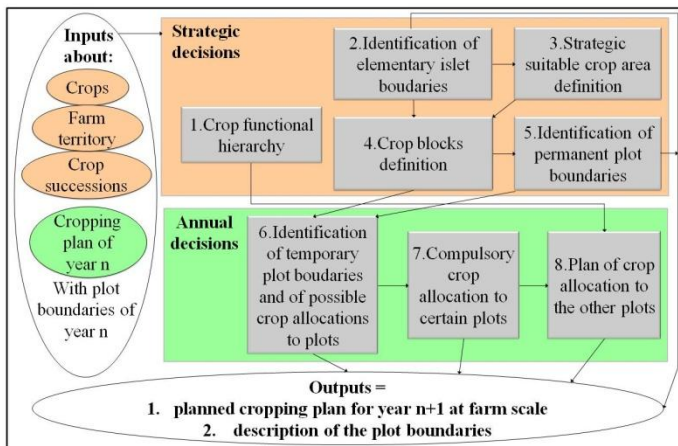 Inputs
about:
Crops
Farm
territory
Crop
successions
Cropping
plan of
year n
With plot
boundaries of
year n
Strategic
decisions
2.Identification of
elementary islet
boudaries
3.Strategic
suitable crop area
definition
1.Crop functional
hierarchy
4.Crop blocks
definition
5.Identification of
permanent plot
boundaries
Annual
decisions
6.Identification
of temporary
plot boudaries
and of possible
crop allocations
to plots
7.Compulsory
crop
allocation to
certain plots
8.Plan of crop
allocation to
the other plots
Outputs =
1. planned cropping plan for year n+1 at farm scale
2. description of the plot boundaries